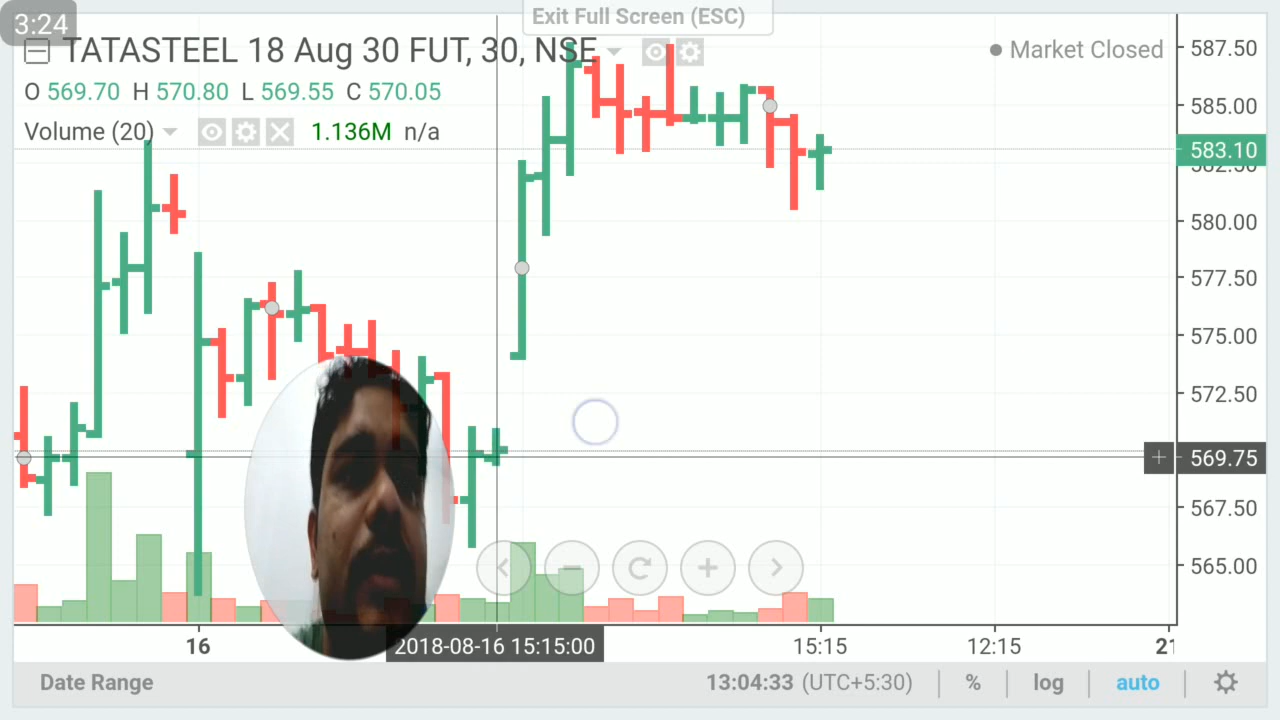 3:24
Exit Full Screen (ESC)
TATASTEEL 18 Aug 30 FUT, 30, NSE
Market Closed
O 569.70 H 570.80 L 569.55 C 570.05
Volume (20) 1.136M n/a
587.50
585.00
583.10
582.50
580.00
577.50
575.00
572.50
569.75
567.50
565.00
16
2018-08-16 15:15:00
15:15
12:15
21
Date Range
13:04:33 (UTC+5:30)
%
log
auto